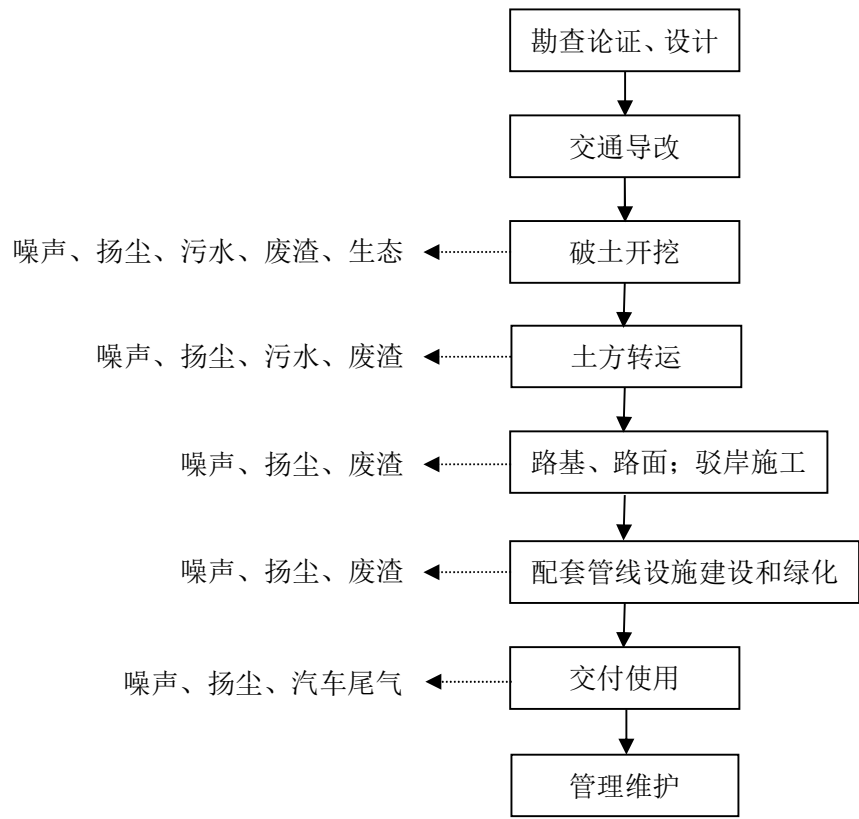 勘查论证、设计
交通导改
噪声、扬尘、污水、废渣、生态
破土开挖
噪声、扬尘、污水、废渣
土方转运
噪声、扬尘、废渣
路基、路面；驳岸施工
噪声、扬尘、废渣
配套管线设施建设和绿化
噪声、扬尘、汽车尾气
交付使用
管理维护